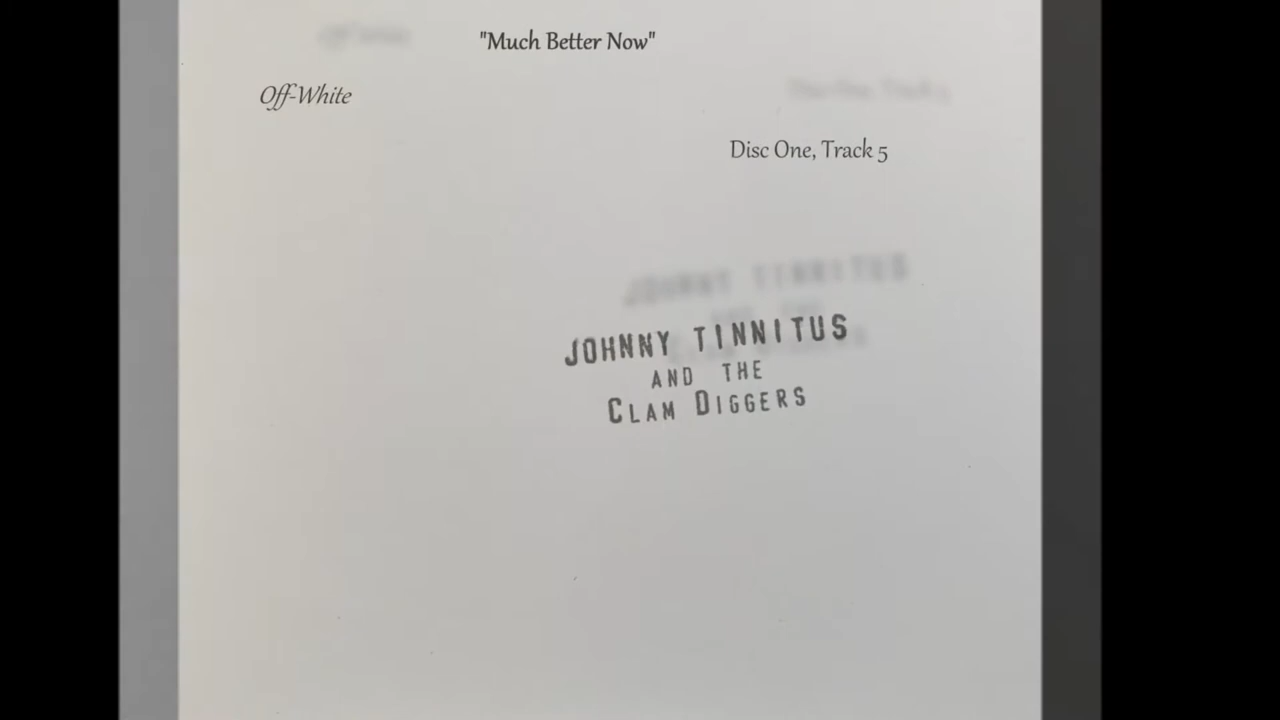 "Much Better Now"
Off-White
Disc One, Track 5
JOHNNY TINNITUS
AND THE
CLAM DIGGERS